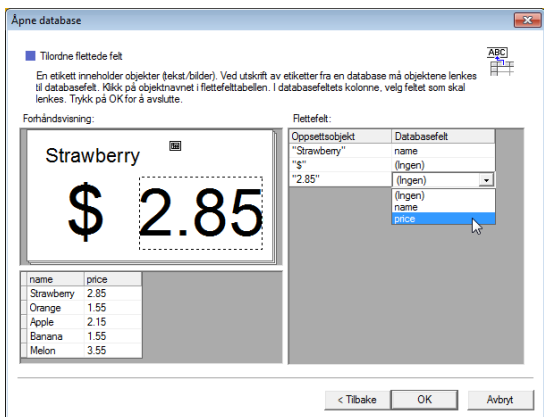 Åpne database
Tilordne flettede felt
ABC
En etikett inneholder objekter (tekst/bilder). Ved utskrift av etiketter fra en database må objektene lenkes
til databasefelt. Klikk på objektnavnet i flettefelttabellen. I databasefeltets kolonne, velg feltet som skal
lenkes. Trykk på OK for å avslutte.
Forhåndsvisning:
Strawberry
$ 2.85
name price
Strawberry 2.85
Orange 1.55
Apple 2.15
Banana 1.55
Melon 3.55
Flettefelt:
Oppsettsobjekt Databasefelt
"Strawberry" name
"$" (Ingen)
"2.85" (Ingen)
(Ingen)
name
price
< Tilbake OK Avbryt